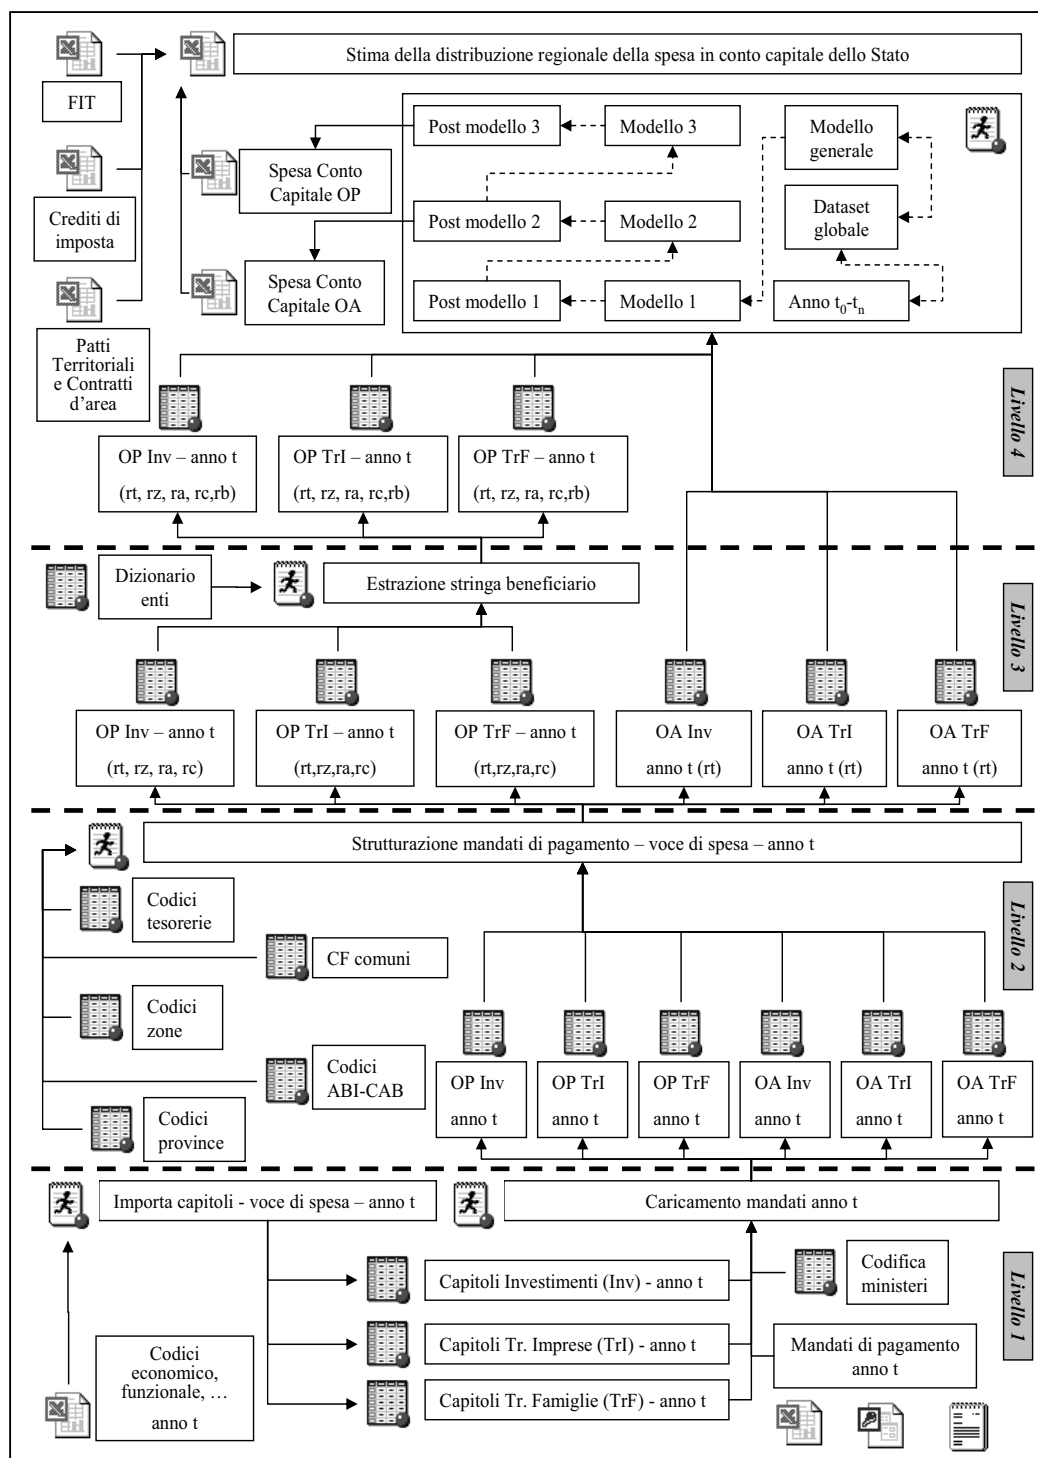 Stima della distribuzione regionale della spesa in conto capitale dello Stato
FIT
Crediti di
imposta
Patti
Territoriali
e Contratti
d'area
Spesa Conto
Capitale OP
Spesa Conto
Capitale OA
Post modello 3
Modello 3
Modello
generale
Post modello 2
Modello 2
Dataset
globale
Post modello 1
Modello 1
Anno t0-tn
Livello 4
OP Inv – anno t
(rt, rz, ra, rc,rb)
OP TrI – anno t
(rt, rz, ra, rc,rb)
OP TrF – anno t
(rt, rz, ra, rc,rb)
Dizionario
enti
Estrazione stringa beneficiario
Livello 3
OP Inv – anno t
(rt, rz, ra, rc)
OP TrI – anno t
(rt,rz,ra,rc)
OP TrF – anno t
(rt,rz,ra,rc)
OA Inv
anno t (rt)
OA TrI
anno t (rt)
OA TrF
anno t (rt)
Strutturazione mandati di pagamento – voce di spesa – anno t
Livello 2
Codici
tesorerie
CF comuni
Codici
zone
Codici
ABI-CAB
Codici
province
OP Inv
anno t
OP TrI
anno t
OP TrF
anno t
OA Inv
anno t
OA TrI
anno t
OA TrF
anno t
Importa capitoli - voce di spesa – anno t
Caricamento mandati anno t
Livello 1
Capitoli Investimenti (Inv) - anno t
Codifica
ministeri
Capitoli Tr. Imprese (TrI) - anno t
Mandati di pagamento
anno t
Capitoli Tr. Famiglie (TrF) - anno t
Codici
economico,
funzionale, …
anno t